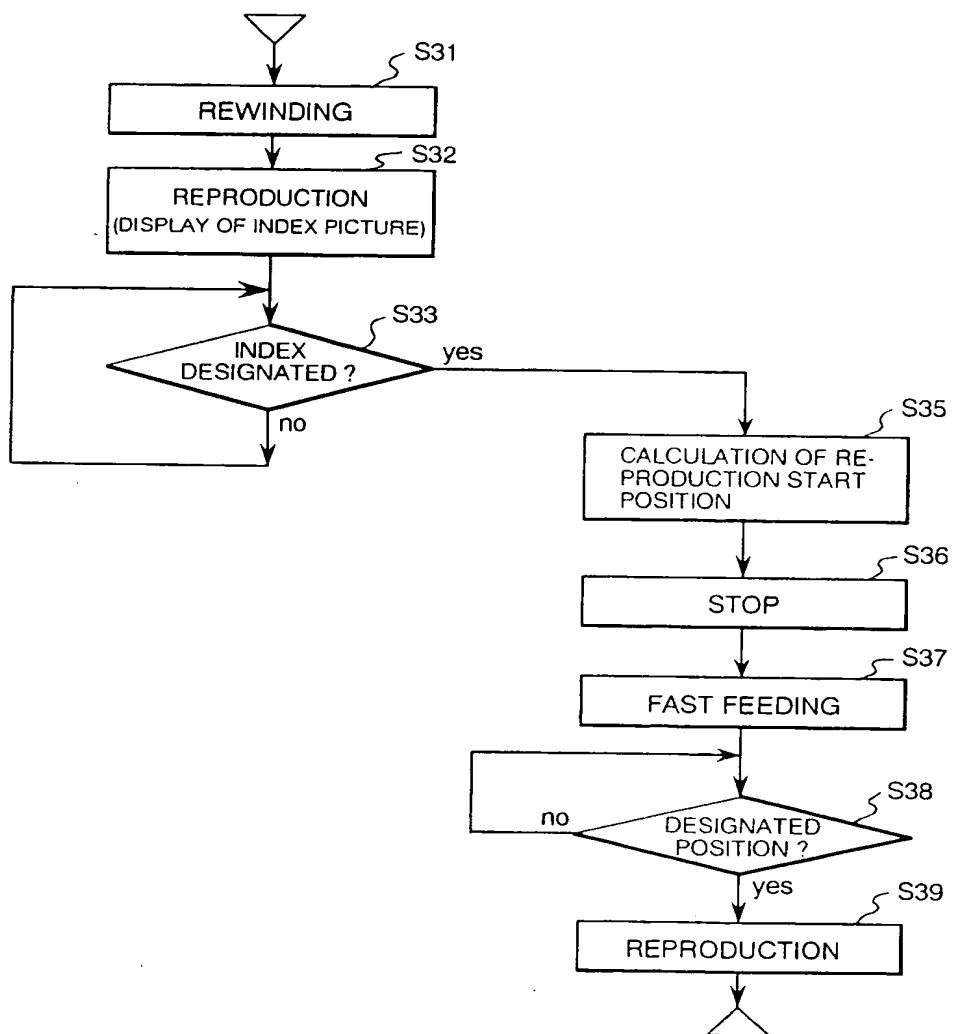 S31
REWINDING
S32
REPRODUCTION
(DISPLAY OF INDEX PICTURE)
S33
INDEX
DESIGNATED ?
yes
no
S35
CALCULATION OF RE-
PRODUCTION START
POSITION
S36
STOP
S37
FAST FEEDING
S38
no
DESIGNATED
POSITION ?
yes
S39
REPRODUCTION